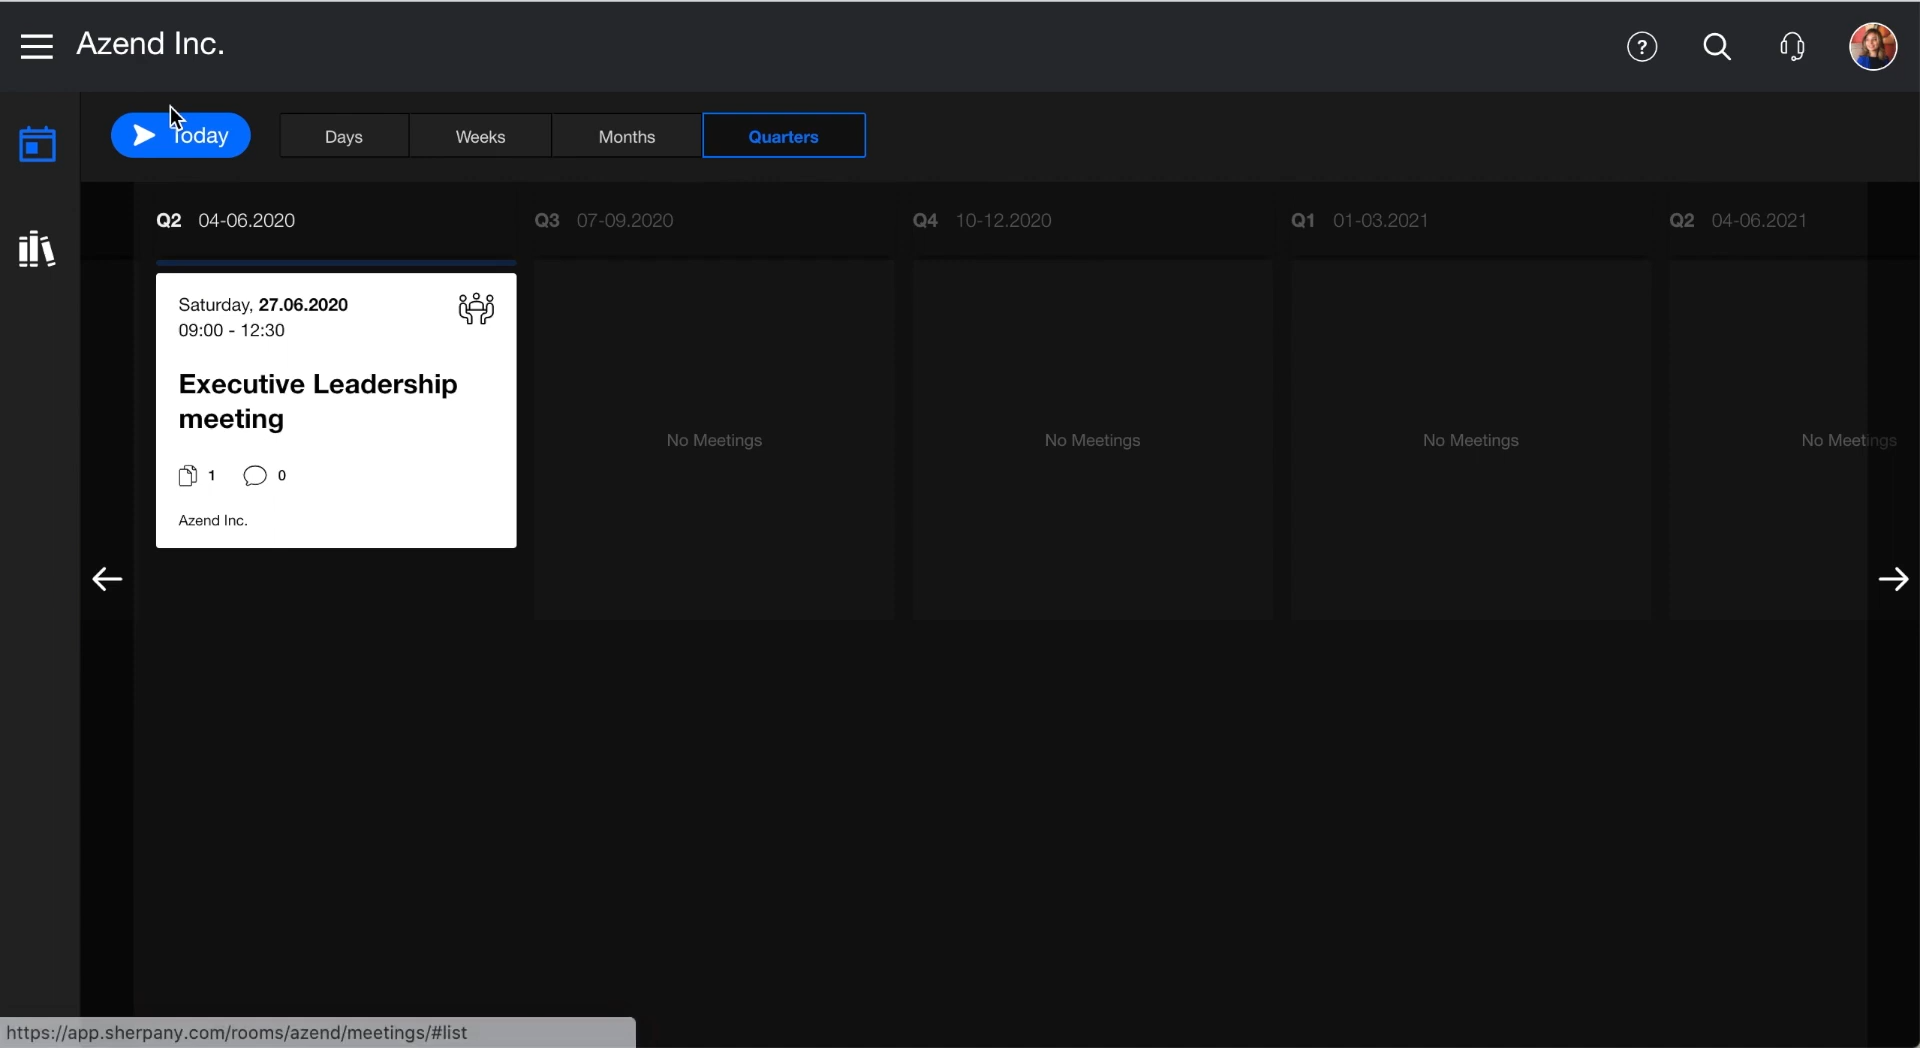 Azend Inc.
?
Today
Days
Weeks
Months
Quarters
Q2 04-06.2020
Q3 07-09.2020
Q4 10-12.2020
Q1 01-03.2021
Q2 04-06.2021
Saturday, 27.06.2020
09:00 - 12:30
Executive Leadership
meeting
1 0
Azend Inc.
No Meetings
No Meetings
No Meetings
No Meetings
https://app.sherpany.com/rooms/azend/meetings/#list